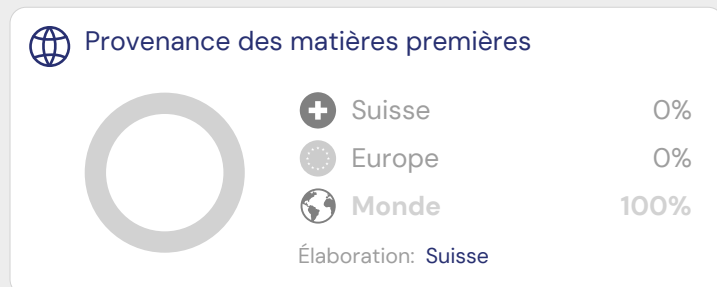 Provenance des matières premières
Suisse 0%
Europe 0%
Monde 100%
Élaboration: Suisse